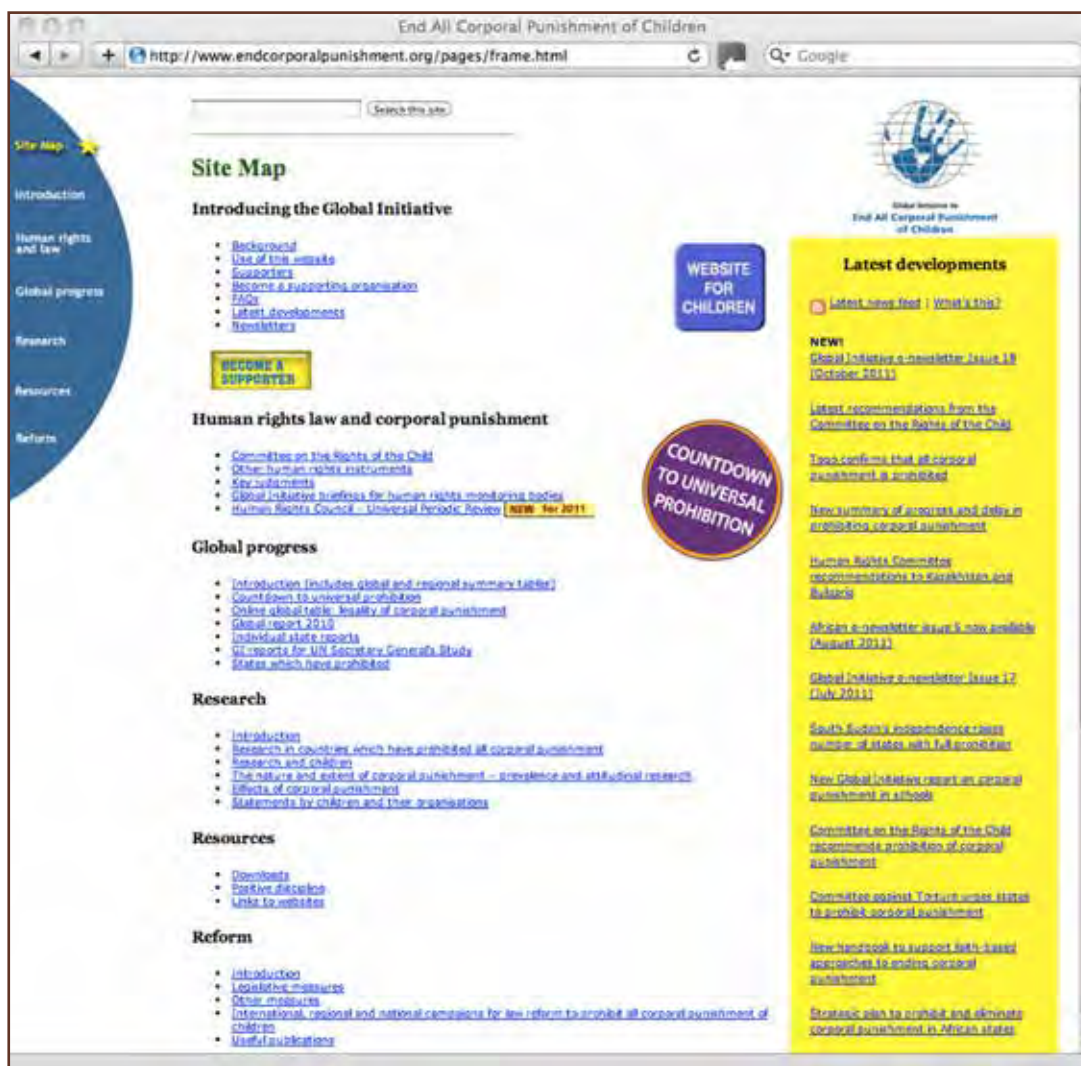 End All Corporal Punishment of Children
http://www.endcorporalpunishment.org/pages/frame.html
Google
Site Map
Introduction
Human rights
and law
Global progress
Research
Resources
Reform
Search this site
Site Map
Introducing the Global Initiative
Background
Use of this website
Supporters
Become a supporting organisation
FAQs
Latest developments
Newsletters
BECOME A
SUPPORTER
WEBSITE
FOR
CHILDREN
Human rights law and corporal punishment
Committee on the Rights of the Child
Other human rights instruments
Key judgments
Global Initiative briefings for human rights monitoring bodies
Human Rights Council – Universal Periodic Review NEW for 2011
COUNTDOWN
TO UNIVERSAL
PROHIBITION
Global progress
Introduction (includes global and regional summary tables)
Countdown to universal prohibition
Online global table: legality of corporal punishment
Global report 2010
Individual state reports
GI reports for UN Secretary General's Study
States which have prohibited
Research
Introduction
Research in countries which have prohibited all corporal punishment
Research and children
The nature and extent of corporal punishment – prevalence and attitudinal research
Effects of corporal punishment
Statements by children and their organisations
Resources
Downloads
Positive discipline
Links to websites
Reform
Introduction
Legislative measures
Other measures
International, regional and national campaigns for law reform to prohibit all corporal punishment of
children
Useful publications
Global Initiative to
End All Corporal Punishment
of Children
Latest developments
Latest news feed | What's this?
NEW!
Global Initiative e-newsletter Issue 18
(October 2011)
Latest recommendations from the
Committee on the Rights of the Child
Togo confirms that all corporal
punishment is prohibited
New summary of progress and delay in
prohibiting corporal punishment
Human Rights Committee
recommendations to Kazakhstan and
Bulgaria
African e-newsletter issue 5 now available
(August 2011)
Global Initiative e-newsletter Issue 17
(July 2011)
South Sudan's independence raises
number of states with full prohibition
New Global Initiative report on corporal
punishment in schools
Committee on the Rights of the Child
recommends prohibition of corporal
punishment
Committee against Torture urges states
to prohibit corporal punishment
New handbook to support faith-based
approaches to ending corporal
punishment
Strategic plan to prohibit and eliminate
corporal punishment in African states